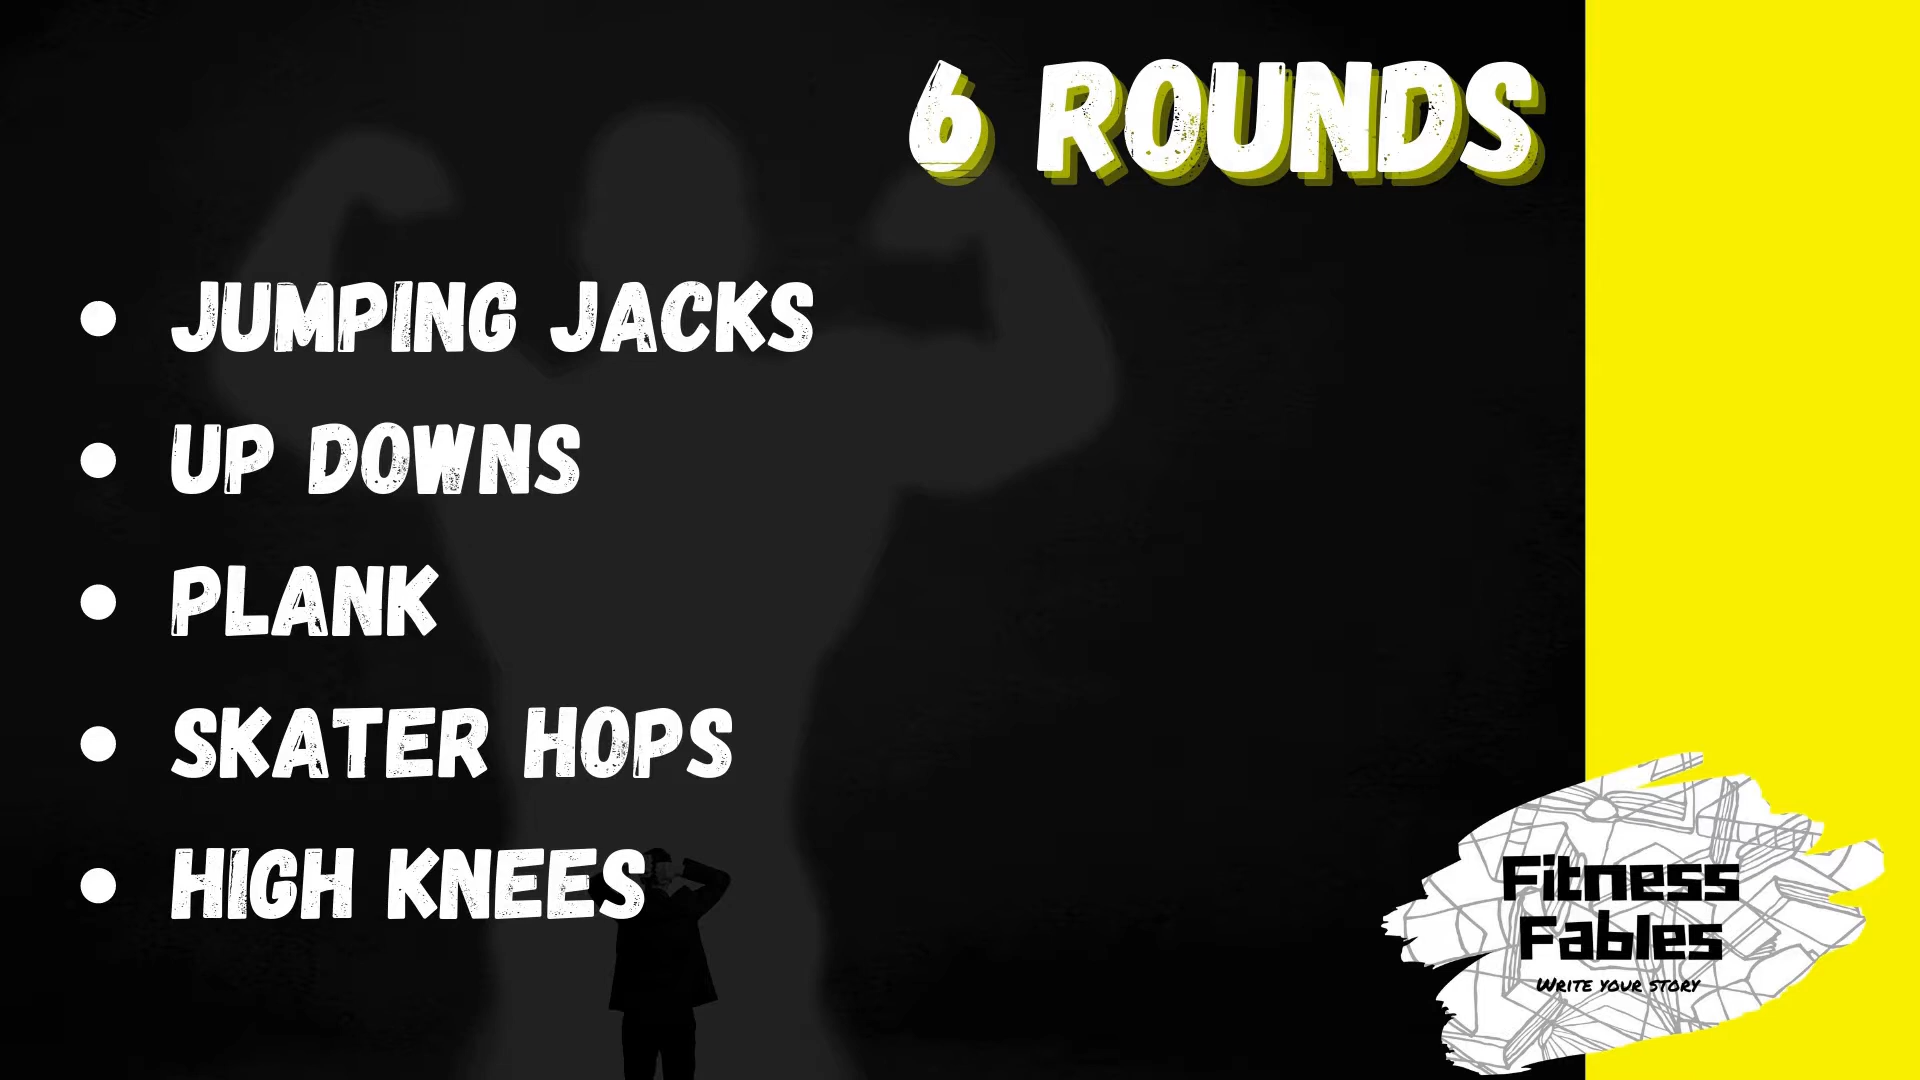 6 ROUNDS
• JUMPING JACKS
• UP DOWNS
• PLANK
• SKATER HOPS
• HIGH KNEES
Fitness
Fables
WRITE YOUR STORY